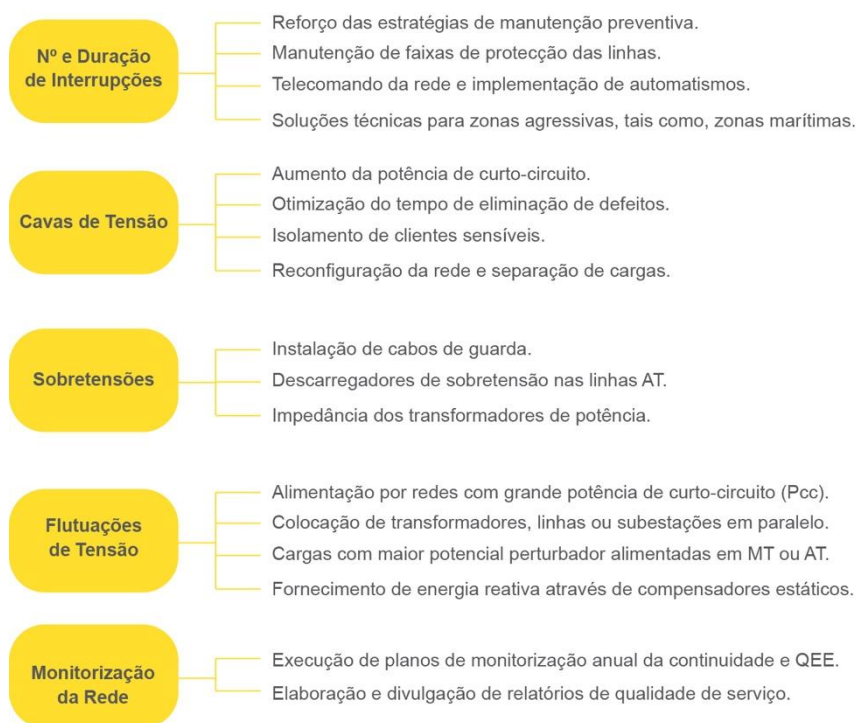 Nº e Duração
de Interrupções
Reforço das estratégias de manutenção preventiva.
Manutenção de faixas de protecção das linhas.
Telecomando da rede e implementação de automatismos.
Soluções técnicas para zonas agressivas, tais como, zonas marítimas.
Cavas de Tensão
Aumento da potência de curto-circuito.
Otimização do tempo de eliminação de defeitos.
Isolamento de clientes sensíveis.
Reconfiguração da rede e separação de cargas.
Sobretensões
Instalação de cabos de guarda.
Descarregadores de sobretensão nas linhas AT.
Impedância dos transformadores de potência.
Flutuações
de Tensão
Alimentação por redes com grande potência de curto-circuito (Pcc).
Colocação de transformadores, linhas ou subestações em paralelo.
Cargas com maior potencial perturbador alimentadas em MT ou AT.
Fornecimento de energia reativa através de compensadores estáticos.
Monitorização
da Rede
Execução de planos de monitorização anual da continuidade e QEE.
Elaboração e divulgação de relatórios de qualidade de serviço.